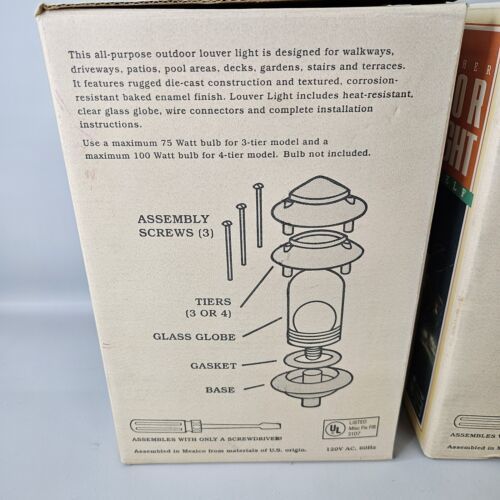 This all-purpose outdoor louver light is designed for walkways,
driveways, patios, pool areas, decks, gardens, stairs and terraces.
It features rugged die-cast construction and textured, corrosion-
resistant baked enamel finish. Louver Light includes heat-resistant,
clear glass globe, wire connectors and complete installation
instructions.
Use a maximum 75 Watt bulb for 3-tier model and a
maximum 100 Watt bulb for 4-tier model. Bulb not included.
ASSEMBLY
SCREWS (3)
TIERS
(3 OR 4)
GLASS GLOBE
GASKET
BASE
ASSEMBLES WITH ONLY A SCREWDRIVER!
Assembled in Mexico from materials of U.S. origin.
120V AC, 60Hz
UL
LISTED
3107
OR
GHT
ASSEMBLES
Assembled in M